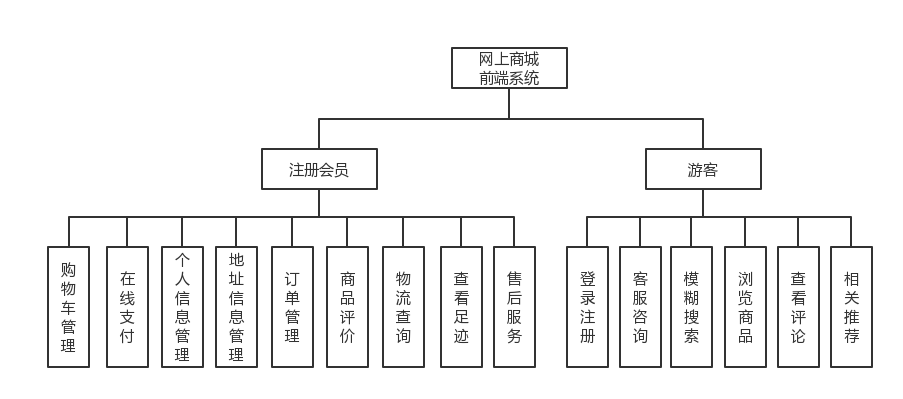 网上商城
前端系统
注册会员
游客
购物车管理
在线支付
个人信息管理
地址信息管理
订单管理
商品评价
物流查询
查看足迹
售后服务
登录注册
客服咨询
模糊搜索
浏览商品
查看评论
相关推荐